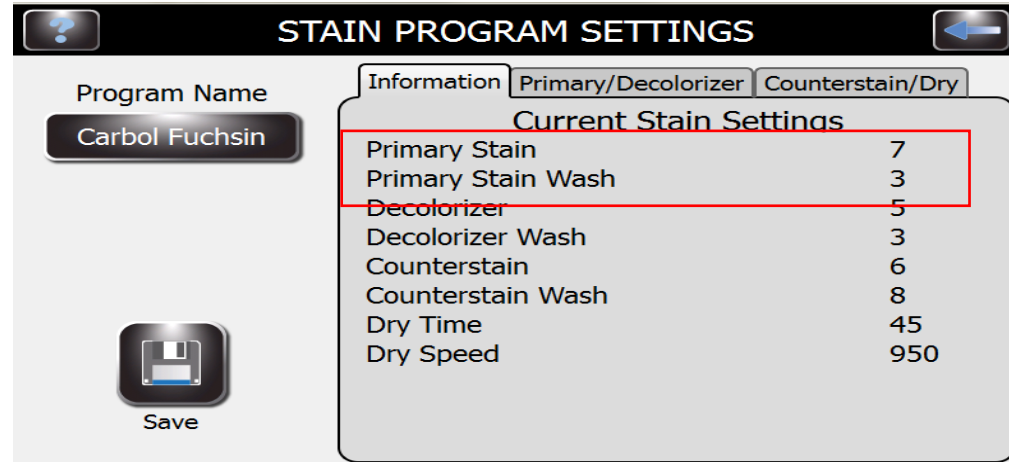 ?
STAIN PROGRAM SETTINGS
Program Name
Carbol Fuchsin
Save
Information
Primary/Decolorizer
Counterstain/Dry
Current Stain Settings
Primary Stain 7
Primary Stain Wash 3
Decolorizer 5
Decolorizer Wash 3
Counterstain 6
Counterstain Wash 8
Dry Time 45
Dry Speed 950